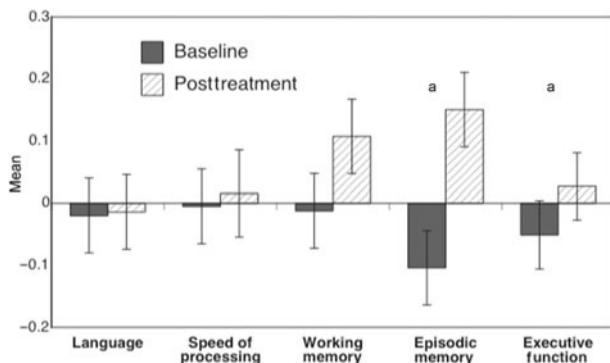 0.3
0.2
0.1
0
−0.1
−0.2
Mean
Baseline
Posttreatment
a
a
Language
Speed of
processing
Working
memory
Episodic
memory
Executive
function